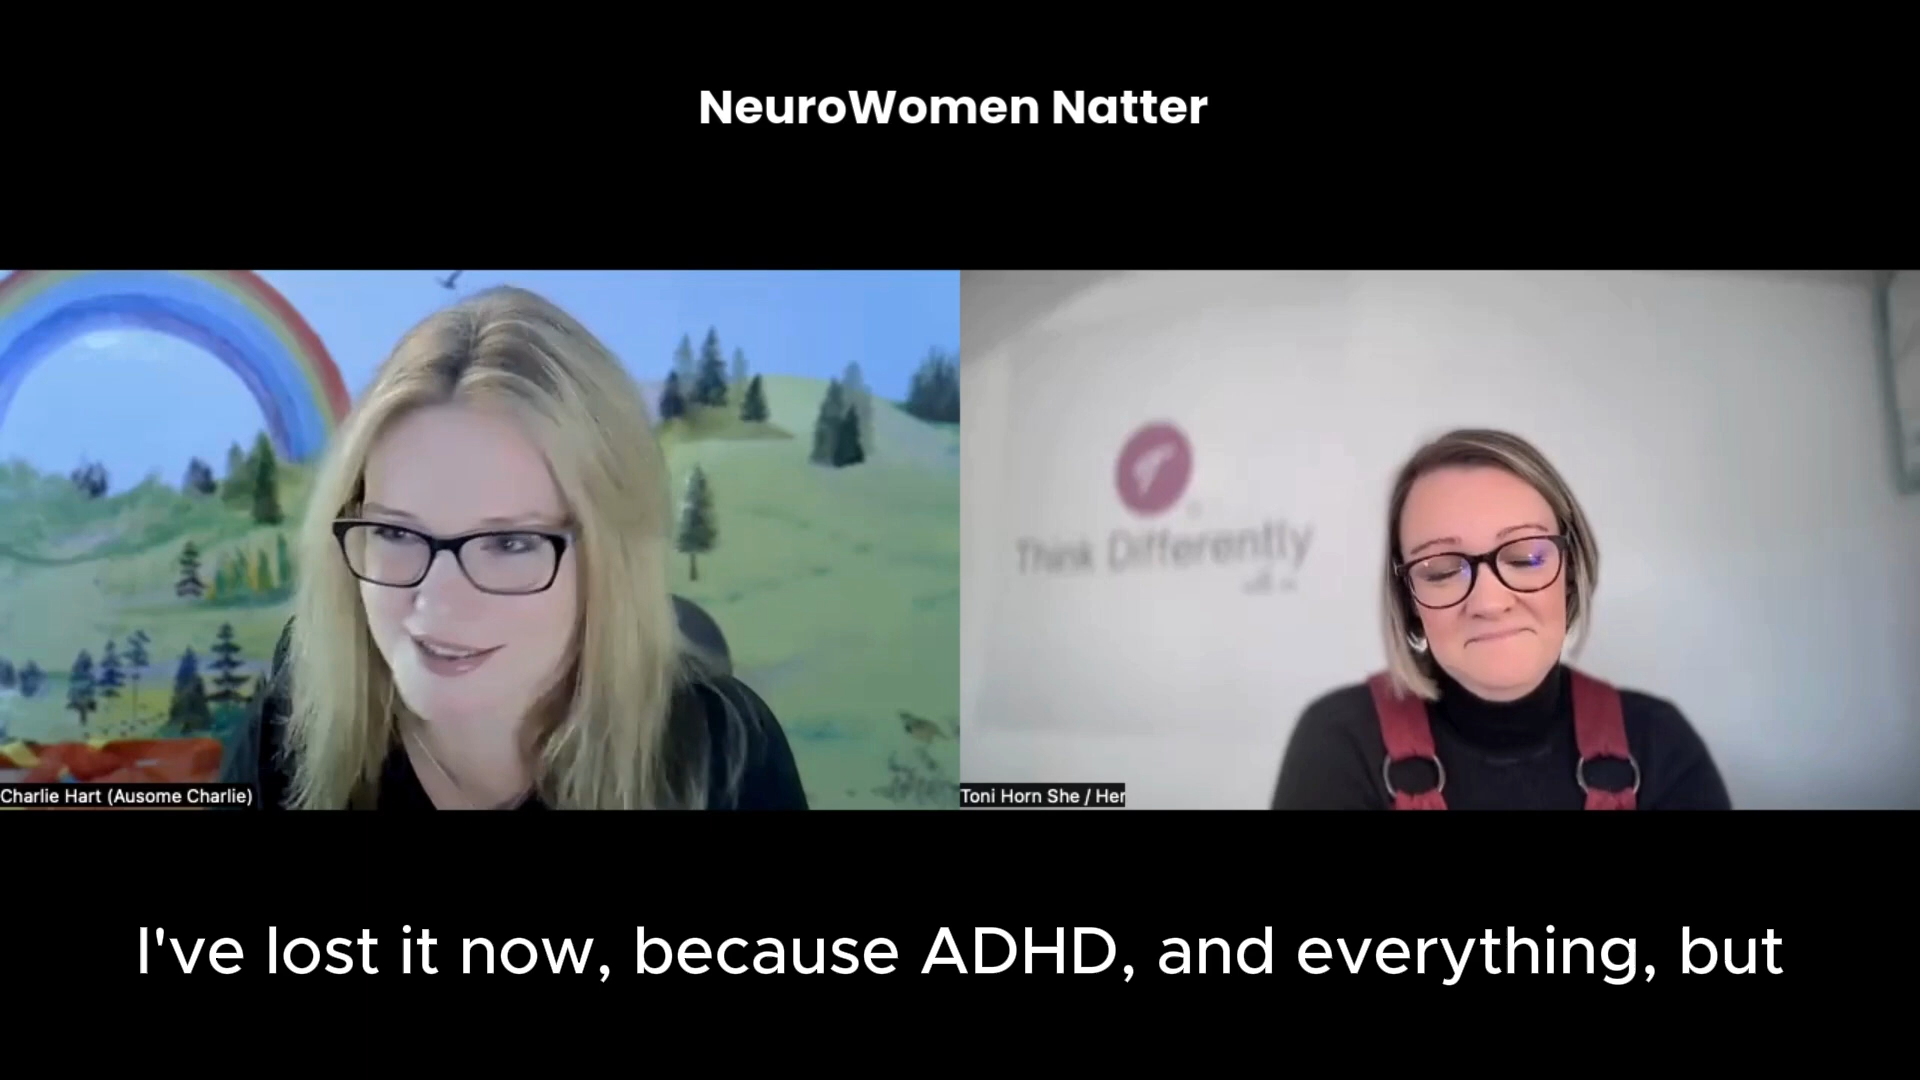 NeuroWomen Natter
Think Differently
Charlie Hart (Ausome Charlie)
Toni Horn She / Her
I've lost it now, because ADHD, and everything, but